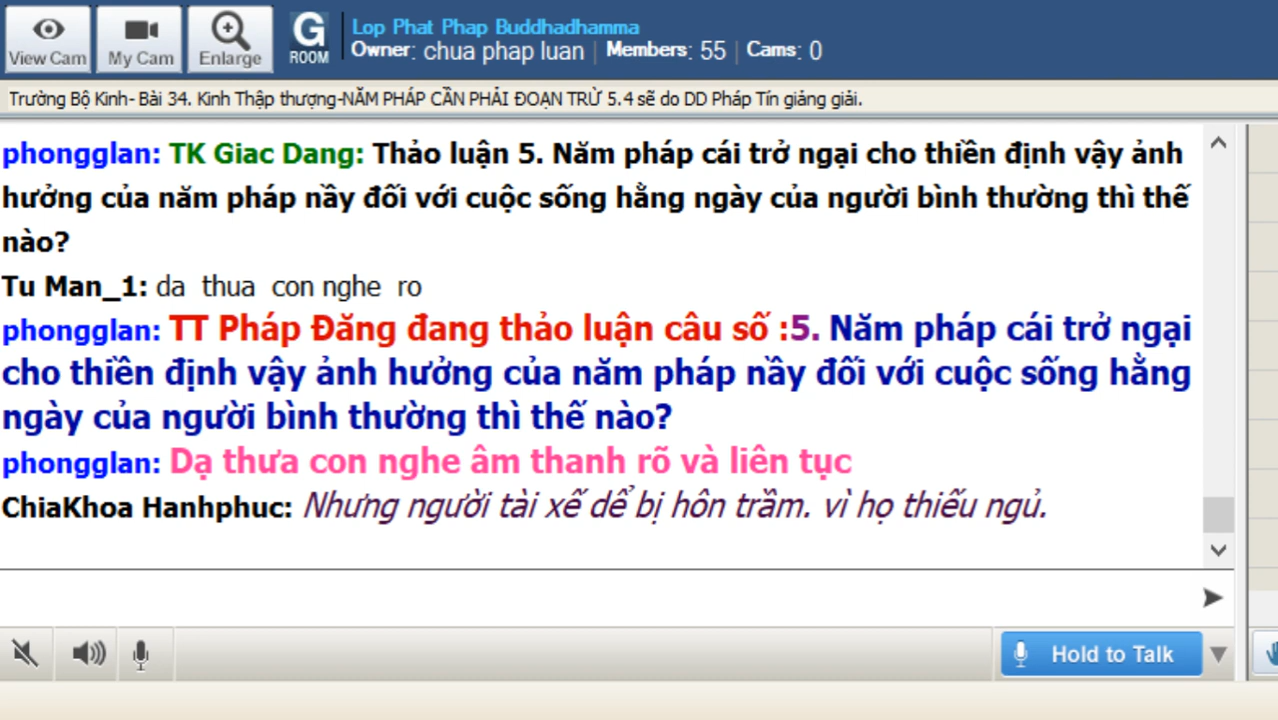 View Cam
My Cam
Enlarge
G
ROOM
Lop Phat Phap Buddhadhamma
Owner: chua phap luan | Members: 55 | Cams: 0
Trường Bộ Kinh- Bài 34. Kinh Thập thượng-NĂM PHÁP CẦN PHẢI ĐOẠN TRỪ 5.4 sẽ do DD Pháp Tín giảng giải.
phongglan: TK Giac Dang: Thảo luận 5. Năm pháp cái trở ngại cho thiền định vậy ảnh
hưởng của năm pháp nầy đối với cuộc sống hằng ngày của người bình thường thì thế
nào?
Tu Man_1: da thua con nghe ro
phongglan: TT Pháp Đăng đang thảo luận câu số :5. Năm pháp cái trở ngại
cho thiền định vậy ảnh hưởng của năm pháp nầy đối với cuộc sống hằng
ngày của người bình thường thì thế nào?
phongglan: Dạ thưa con nghe âm thanh rõ và liên tục
ChiaKhoa Hanhphuc: Nhưng người tài xế dể bị hôn trầm. vì họ thiếu ngủ.
Hold to Talk